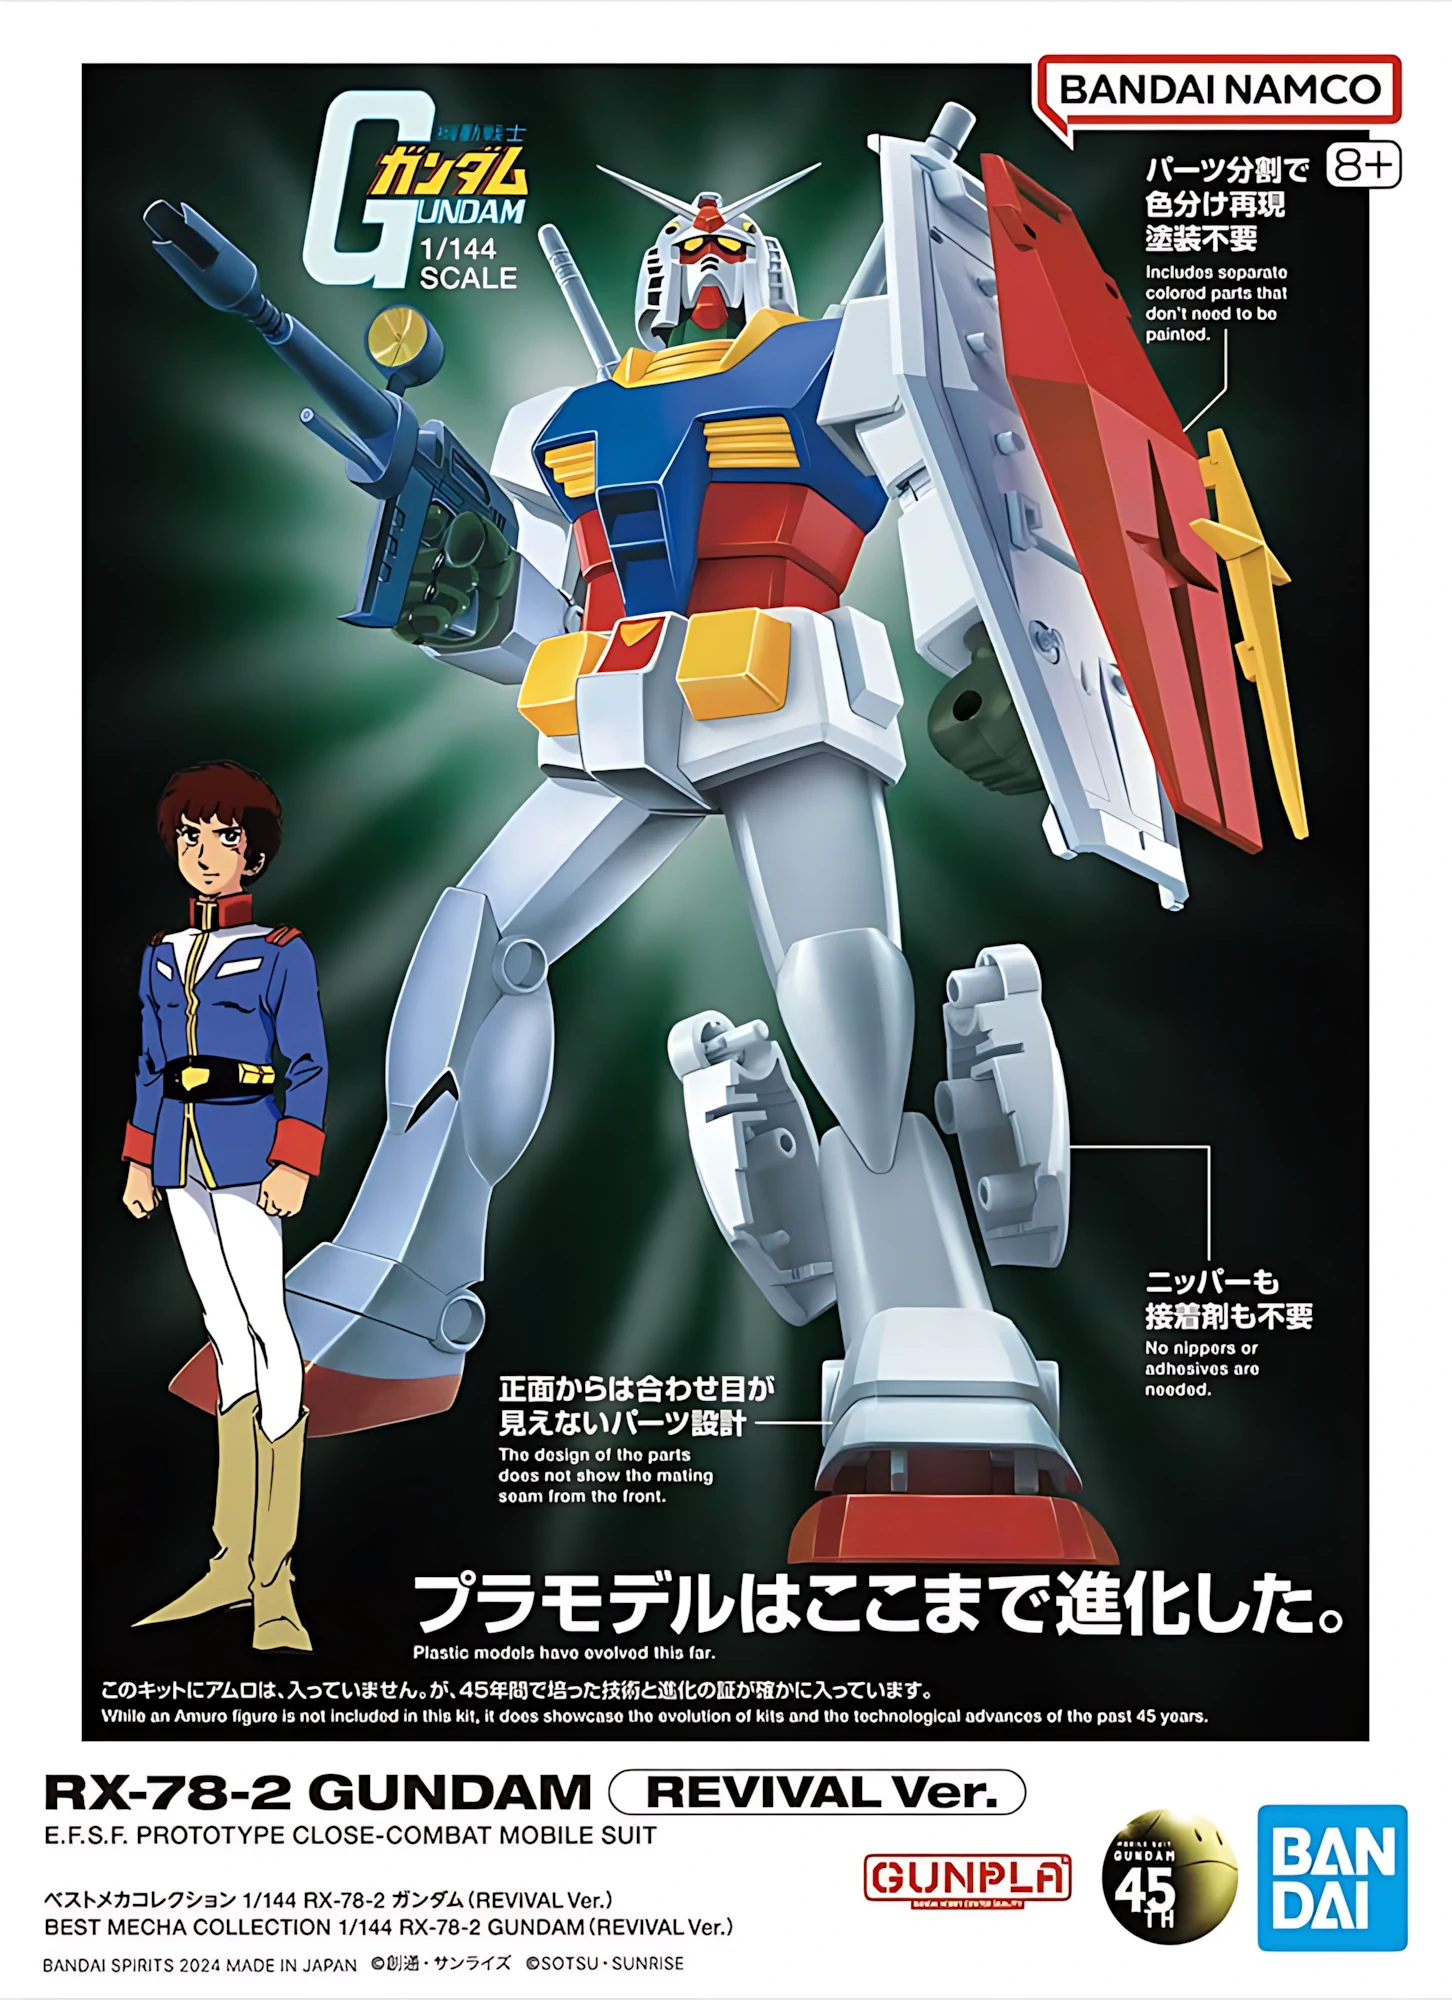 BANDAI NAMCO
8+
機動戦士
ガンダム
GUNDAM
1/144
SCALE
パーツ分割で
色分け再現
塗装不要
Includes separate
colored parts that
don't need to be
painted.
ニッパーも
接着剤も不要
No nippers or
adhesives are
needed.
正面からは合わせ目が
見えないパーツ設計
The design of the parts
does not show the mating
seam from the front.
プラモデルはここまで進化した。
Plastic models have evolved this far.
このキットにアムロは、入っていません。が、45年間で培った技術と進化の証が確かに入っています。
While an Amuro figure is not included in this kit, it does showcase the evolution of kits and the technological advances of the past 45 years.
RX-78-2 GUNDAM REVIVAL Ver.
E.F.S.F. PROTOTYPE CLOSE-COMBAT MOBILE SUIT
ベストメカコレクション 1/144 RX-78-2 ガンダム（REVIVAL Ver.）
BEST MECHA COLLECTION 1/144 RX-78-2 GUNDAM（REVIVAL Ver.）
BANDAI SPIRITS 2024 MADE IN JAPAN ©創通・サンライズ ©SOTSU・SUNRISE
GUNPLA
MOBILE SUIT
GUNDAM
45
TH
BAN
DAI